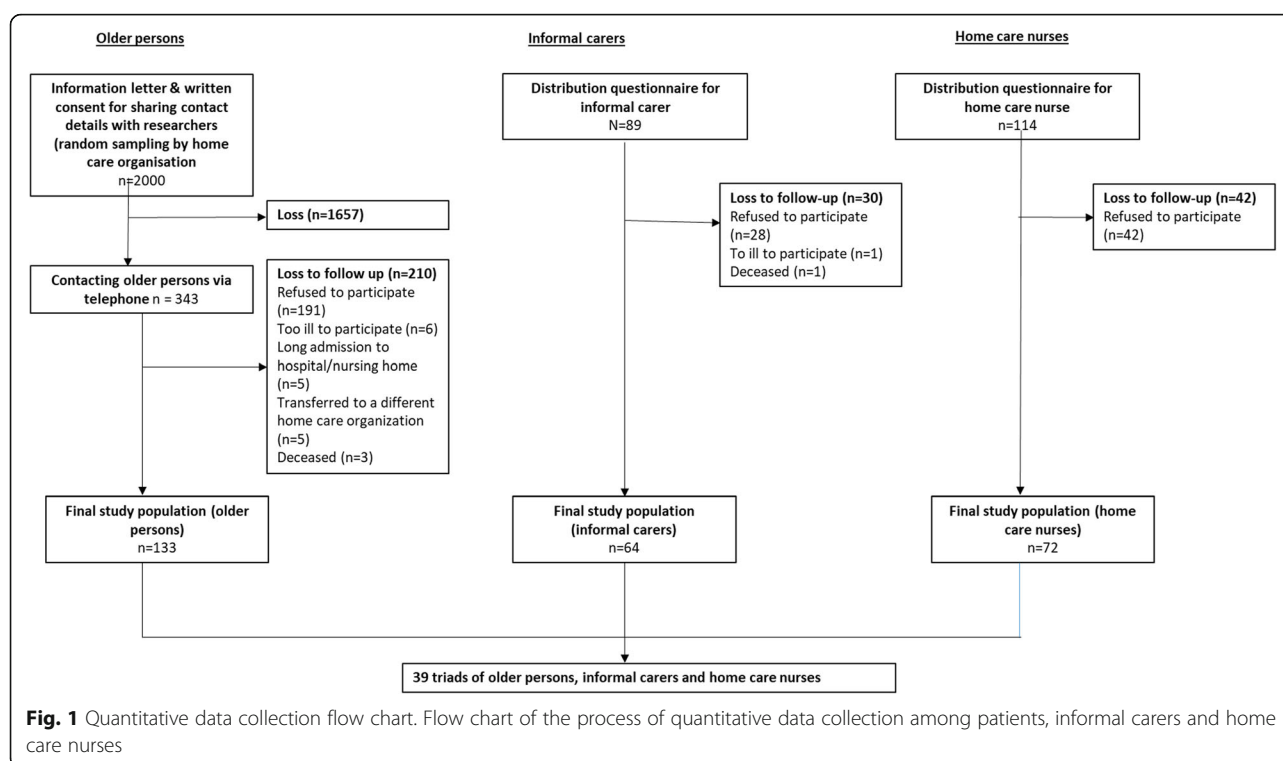 Older persons
Information letter & written
consent for sharing contact
details with researchers
(random sampling by home
care organisation
n=2000
Loss (n=1657)
Contacting older persons via
telephone n = 343
Loss to follow up (n=210)
Refused to participate
(n=191)
Too ill to participate (n=6)
Long admission to
hospital/nursing home
(n=5)
Transferred to a different
home care organization
(n=5)
Deceased (n=3)
Final study population (older
persons)
n=133
Informal carers
Distribution questionnaire for
informal carer
N=89
Loss to follow-up (n=30)
Refused to participate
(n=28)
To ill to participate (n=1)
Deceased (n=1)
Final study population
(informal carers)
n=64
Home care nurses
Distribution questionnaire for
home care nurse
n=114
Loss to follow-up (n=42)
Refused to participate
(n=42)
Final study population (home
care nurses)
n=72
39 triads of older persons, informal carers and home care nurses
Fig. 1 Quantitative data collection flow chart. Flow chart of the process of quantitative data collection among patients, informal carers and home
care nurses